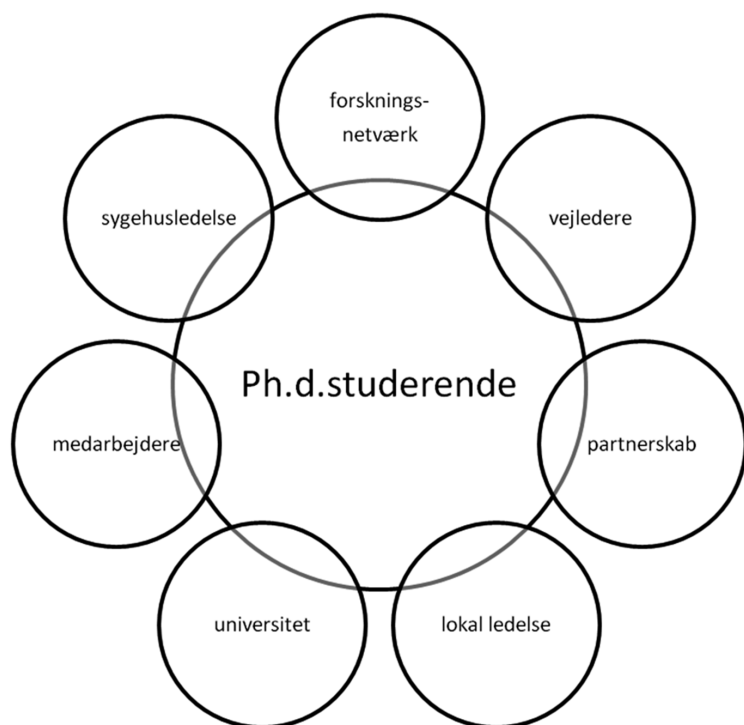 forsknings-
netværk
sygehusledelse
vejledere
Ph.d.studerende
medarbejdere
partnerskab
universitet
lokal ledelse